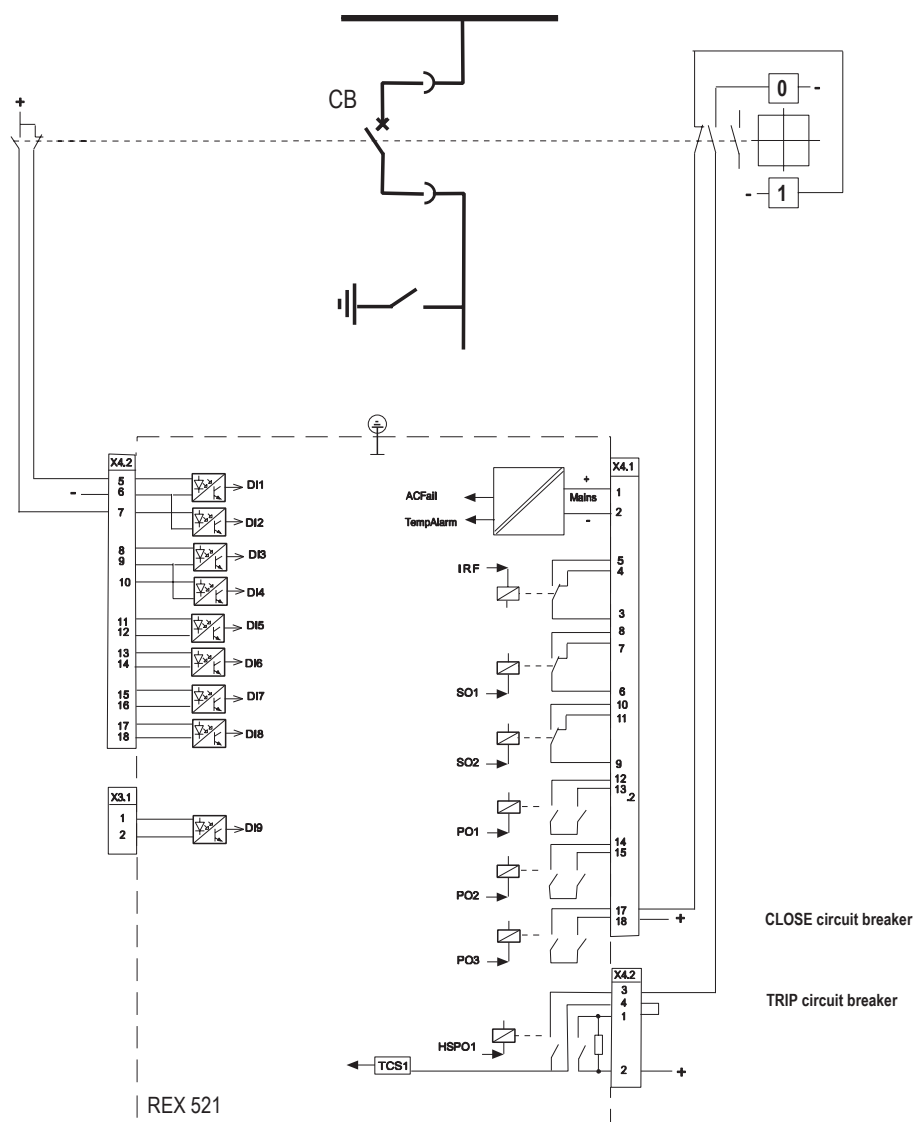 CB
+
0 -
- 1
X4.2
5
6
-
7
8
9
10
11
12
13
14
15
16
17
18
DI1
DI2
DI3
DI4
DI5
DI6
DI7
DI8
X3.1
1
2
DI9
X4.1
ACFail
TempAlarm
+
Mains
-
1
2
IRF
5
4
3
SO1
8
7
6
SO2
10
11
9
PO1
12
13
2
PO2
14
15
PO3
17
18
+
CLOSE circuit breaker
X4.2
3
4
1
2
+
TRIP circuit breaker
HSPO1
TCS1
REX 521